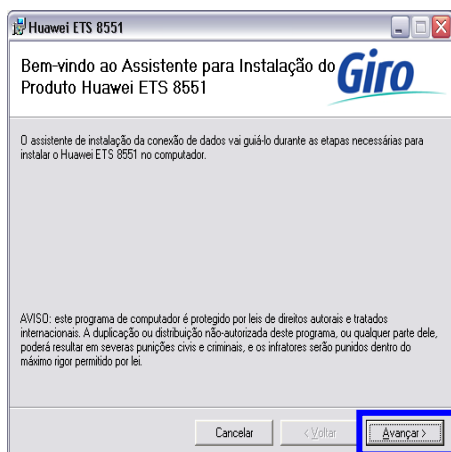 Huawei ETS 8551
Bem-vindo ao Assistente para Instalação do
Produto Huawei ETS 8551
Giro
O assistente de instalação da conexão de dados vai guiá-lo durante as etapas necessárias para
instalar o Huawei ETS 8551 no computador.
AVISO: este programa de computador é protegido por leis de direitos autorais e tratados
internacionais. A duplicação ou distribuição não-autorizada deste programa, ou qualquer parte dele,
poderá resultar em severas punições civis e criminais, e os infratores serão punidos dentro do
máximo rigor permitido por lei.
Cancelar
< Voltar
Avançar >